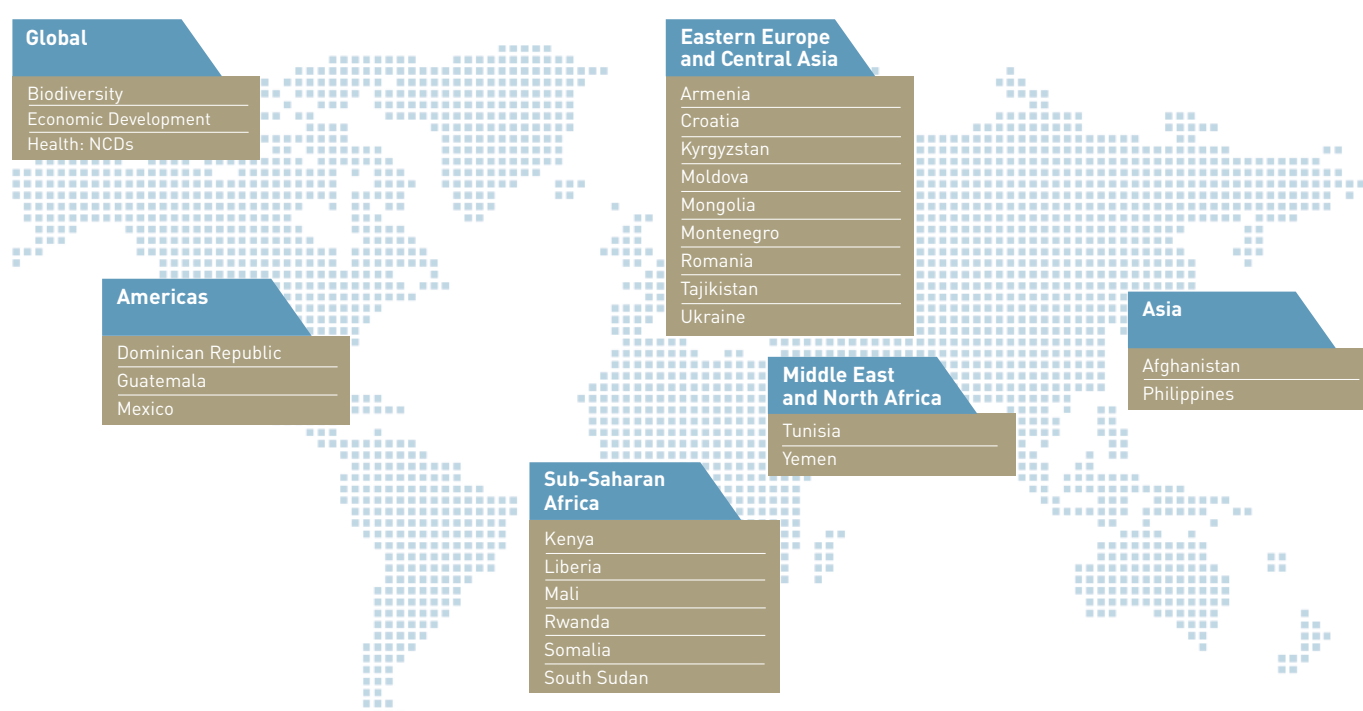 Global
Biodiversity
Economic Development
Health: NCDs
Americas
Dominican Republic
Guatemala
Mexico
Eastern Europe
and Central Asia
Armenia
Croatia
Kyrgyzstan
Moldova
Mongolia
Montenegro
Romania
Tajikistan
Ukraine
Middle East
and North Africa
Tunisia
Yemen
Sub-Saharan
Africa
Kenya
Liberia
Mali
Rwanda
Somalia
South Sudan
Asia
Afghanistan
Philippines